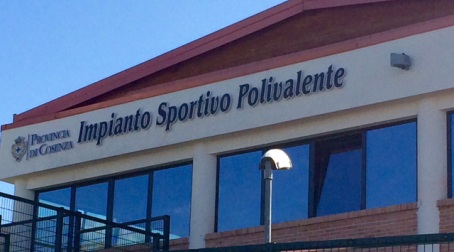 PROVINCIA
DI COSENZA
Impianto Sportivo Polivalente